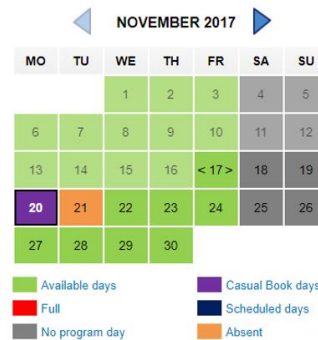 NOVEMBER 2017
MO TU WE TH FR SA SU
1 2 3 4 5
6 7 8 9 10 11 12
13 14 15 16 < 17 > 18 19
20 21 22 23 24 25 26
27 28 29 30
Available days Casual Book days
Full Scheduled days
No program day Absent